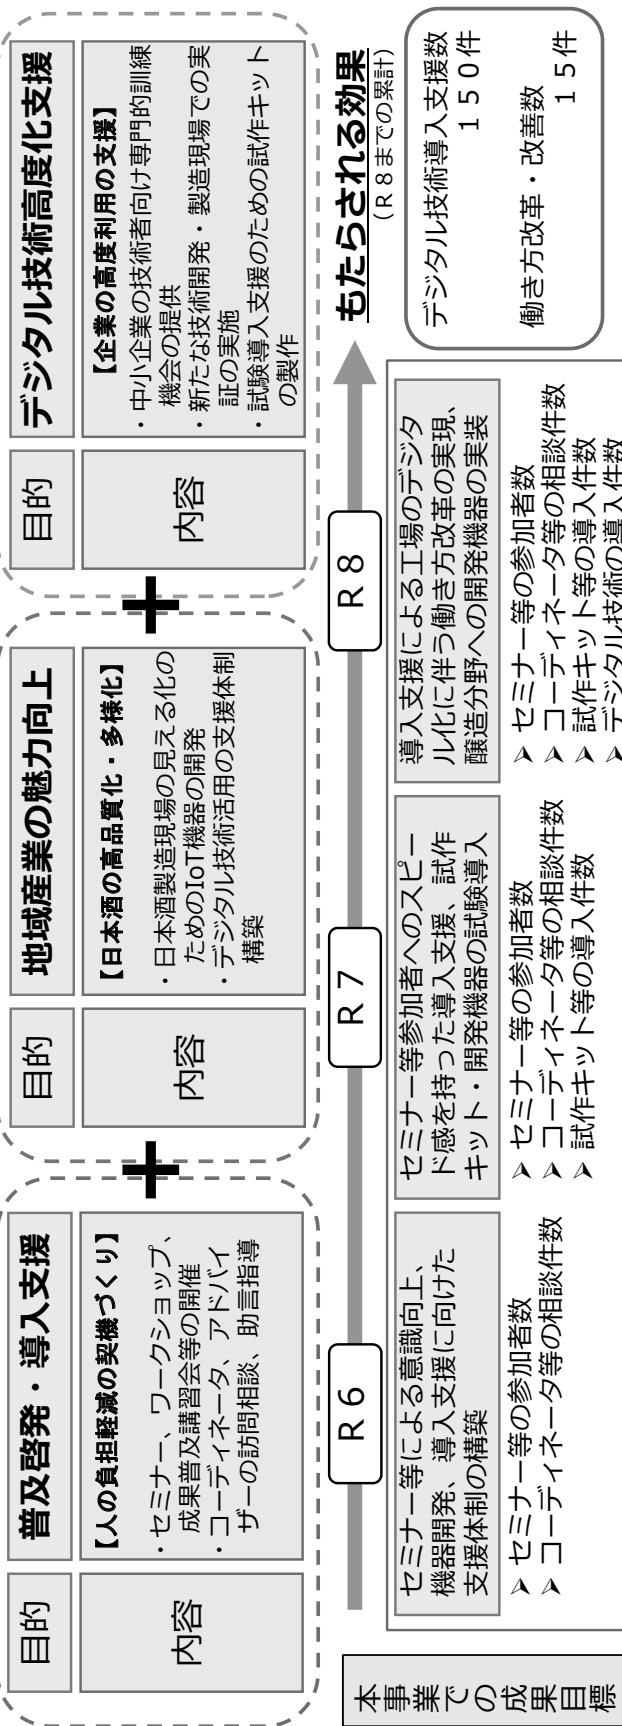 目的
普及啓発・導入支援
内容
【人の負担軽減の契機づくり】
・セミナー、ワークショップ、
成果普及講習会等の開催
・コーディネータ、アドバイ
ザーの訪問相談、助言指導
+
目的
地域産業の魅力向上
内容
【日本酒の高品質化・多様化】
・日本酒製造現場の見える化の
ためのIoT機器の開発
・デジタル技術活用の支援体制
構築
+
目的
デジタル技術高度化支援
内容
【企業の高度利用の支援】
・中小企業の技術者向け専門的訓練
機会の提供
・新たな技術開発・製造現場での実
証の実施
・試験導入支援のための試作キット
の製作
本事業での成果目標
R6
セミナー等による意識向上、
機器開発、導入支援に向けた
支援体制の構築
➢ セミナー等の参加者数
➢ コーディネータ等の相談件数
R7
セミナー等参加者へのスピー
ド感を持った導入支援、試作
キット・開発機器の試験導入
➢ セミナー等の参加者数
➢ コーディネータ等の相談件数
➢ 試作キット等の導入件数
R8
導入支援による工場のデジタ
ル化に伴う働き方改革の実現、
醸造分野への開発機器の実装
➢ セミナー等の参加者数
➢ コーディネータ等の相談件数
➢ 試作キット等の導入件数
➢ デジタル技術の導入件数
もたらされる効果
(R8までの累計)
デジタル技術導入支援数
150件
働き方改革・改善数
15件